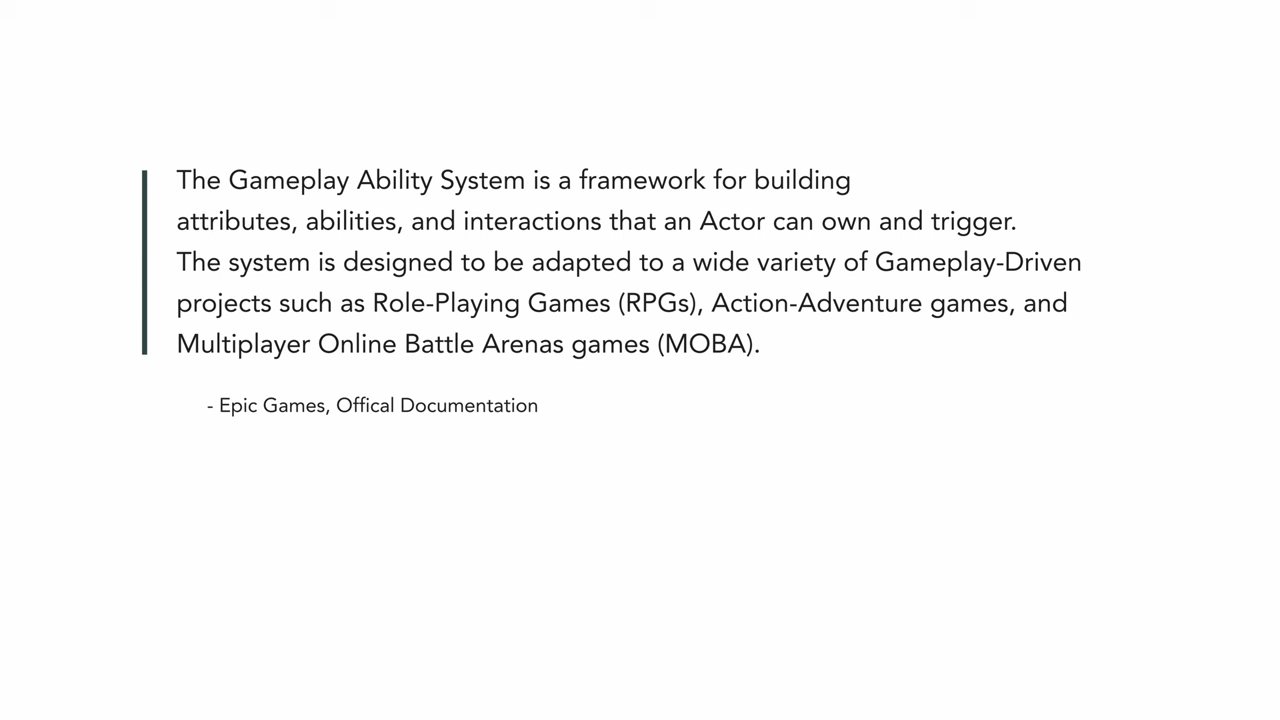 The Gameplay Ability System is a framework for building
attributes, abilities, and interactions that an Actor can own and trigger.
The system is designed to be adapted to a wide variety of Gameplay-Driven
projects such as Role-Playing Games (RPGs), Action-Adventure games, and
Multiplayer Online Battle Arenas games (MOBA).
- Epic Games, Offical Documentation